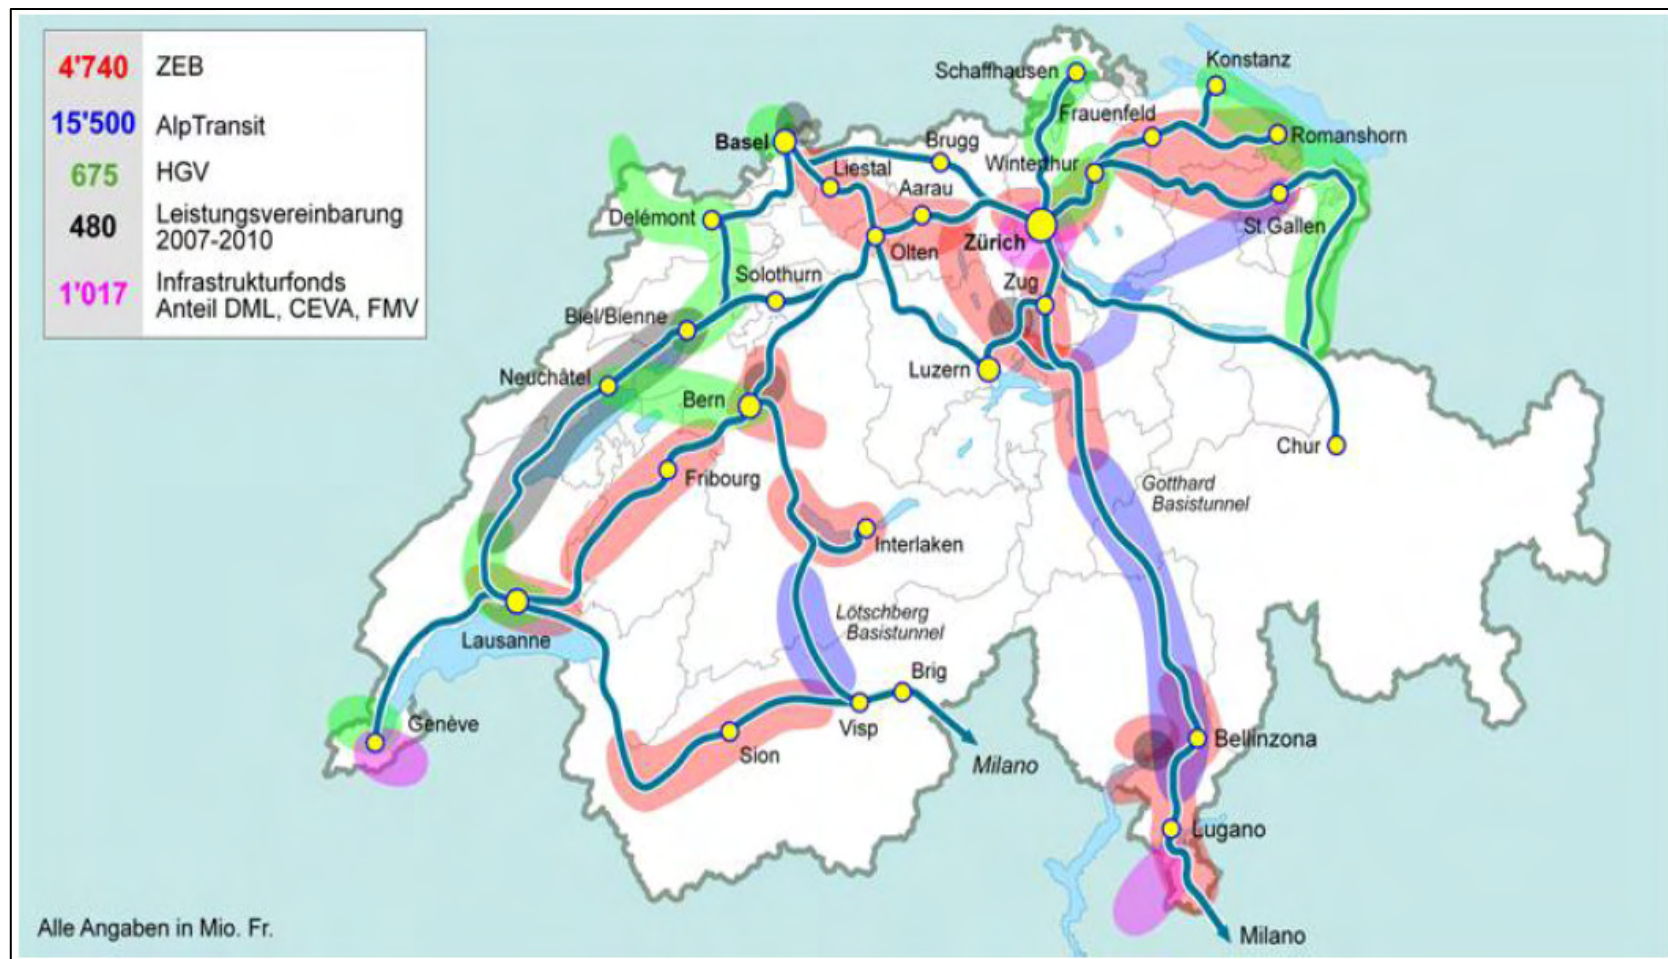 4'740 ZEB
15'500 AlpTransit
675 HGV
480 Leistungsvereinbarung
2007-2010
1'017 Infrastrukturfonds
Anteil DML, CEVA, FMV
Schaffhausen
Konstanz
Frauenfeld
Romanshorn
Basel
Brugg
Winterthur
Liestal
Aarau
Delémont
Olten
Zürich
St.Gallen
Solothurn
Zug
Biel/Bienne
Neuchâtel
Luzern
Bern
Chur
Fribourg
Gotthard
Basistunnel
Interlaken
Lötschberg
Basistunnel
Lausanne
Brig
Genève
Visp
Sion
Milano
Bellinzona
Lugano
Alle Angaben in Mio. Fr.
Milano